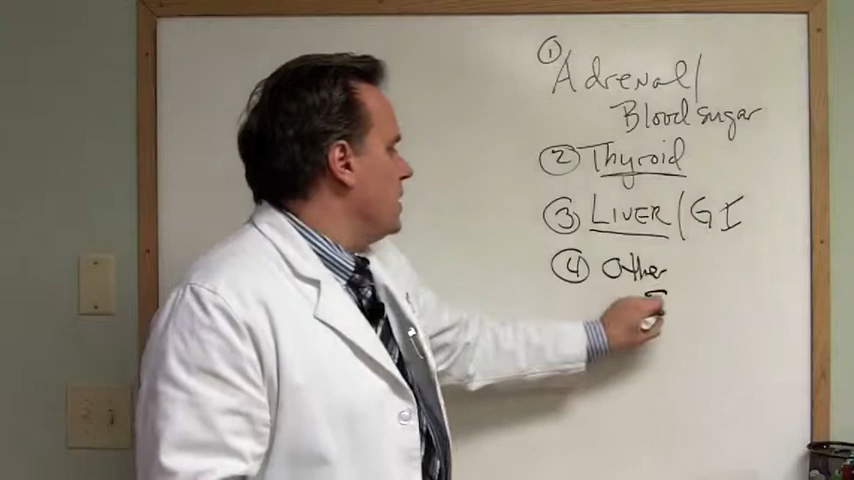 ① Adrenal/
Blood sugar
② Thyroid
③ LIVER/GI
④ Other